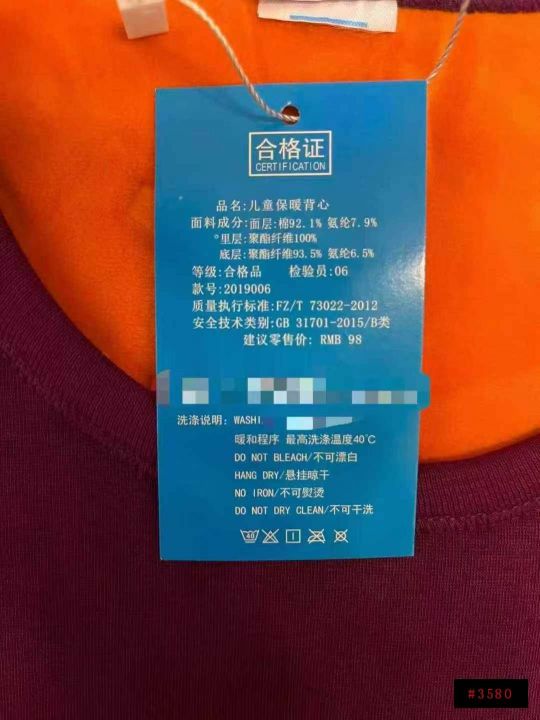 合格证
CERTIFICATION
品名:儿童保暖背心
面料成分:面层:棉92.1% 氨纶7.9%
里层:聚酯纤维100%
底层:聚酯纤维93.5% 氨纶6.5%
等级:合格品 检验员:06
款号:2019006
质量执行标准:FZ/T 73022-2012
安全技术类别:GB 31701-2015/B类
建议零售价: RMB 98
洗涤说明: WASHI
暖和程序 最高洗涤温度40℃
DO NOT BLEACH/不可漂白
HANG DRY/悬挂晾干
NO IRON/不可熨烫
DO NOT DRY CLEAN/不可干洗
40
#3580